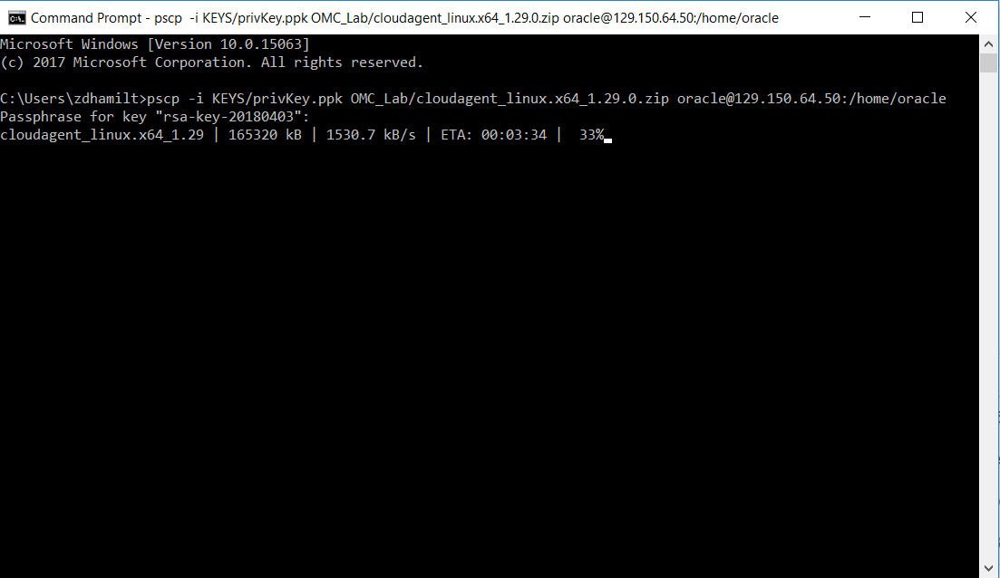 Command Prompt - pscp  -i KEYS/privKey.ppk OMC_Lab/cloudagent_linux.x64_1.29.0.zip oracle@129.150.64.50:/home/oracle
Microsoft Windows [Version 10.0.15063]
(c) 2017 Microsoft Corporation. All rights reserved.
C:\Users\zdhamilt>pscp -i KEYS/privKey.ppk OMC_Lab/cloudagent_linux.x64_1.29.0.zip oracle@129.150.64.50:/home/oracle
Passphrase for key "rsa-key-20180403":
cloudagent_linux.x64_1.29 | 165320 kB | 1530.7 kB/s | ETA: 00:03:34 |  33%